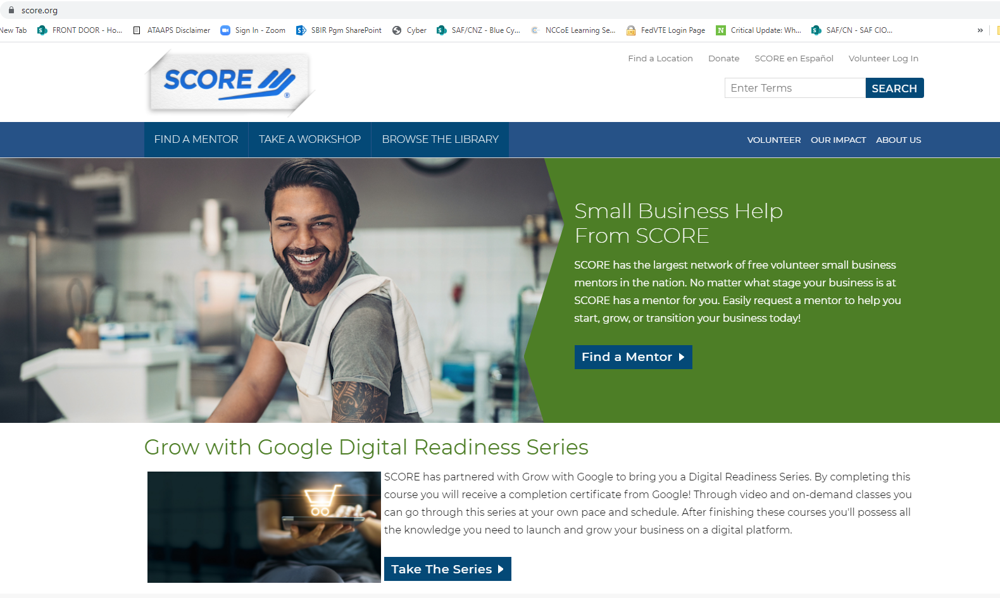 score.org
New Tab
FRONT DOOR - Ho...
ATAAPS Disclaimer
Sign In - Zoom
SBIR Pgm SharePoint
Cyber
SAF/CNZ - Blue Cy...
NCCoE Learning Se...
FedVTE Login Page
Critical Update: Wh...
SAF/CN - SAF CIO...
»
SCORE ®
Find a Location
Donate
SCORE en Español
Volunteer Log In
Enter Terms
SEARCH
FIND A MENTOR
TAKE A WORKSHOP
BROWSE THE LIBRARY
VOLUNTEER
OUR IMPACT
ABOUT US
Small Business Help
From SCORE
SCORE has the largest network of free volunteer small business
mentors in the nation. No matter what stage your business is at
SCORE has a mentor for you. Easily request a mentor to help you
start, grow, or transition your business today!
Find a Mentor
Grow with Google Digital Readiness Series
SCORE has partnered with Grow with Google to bring you a Digital Readiness Series. By completing this
course you will receive a completion certificate from Google! Through video and on-demand classes you
can go through this series at your own pace and schedule. After finishing these courses you'll possess all
the knowledge you need to launch and grow your business on a digital platform.
Take The Series